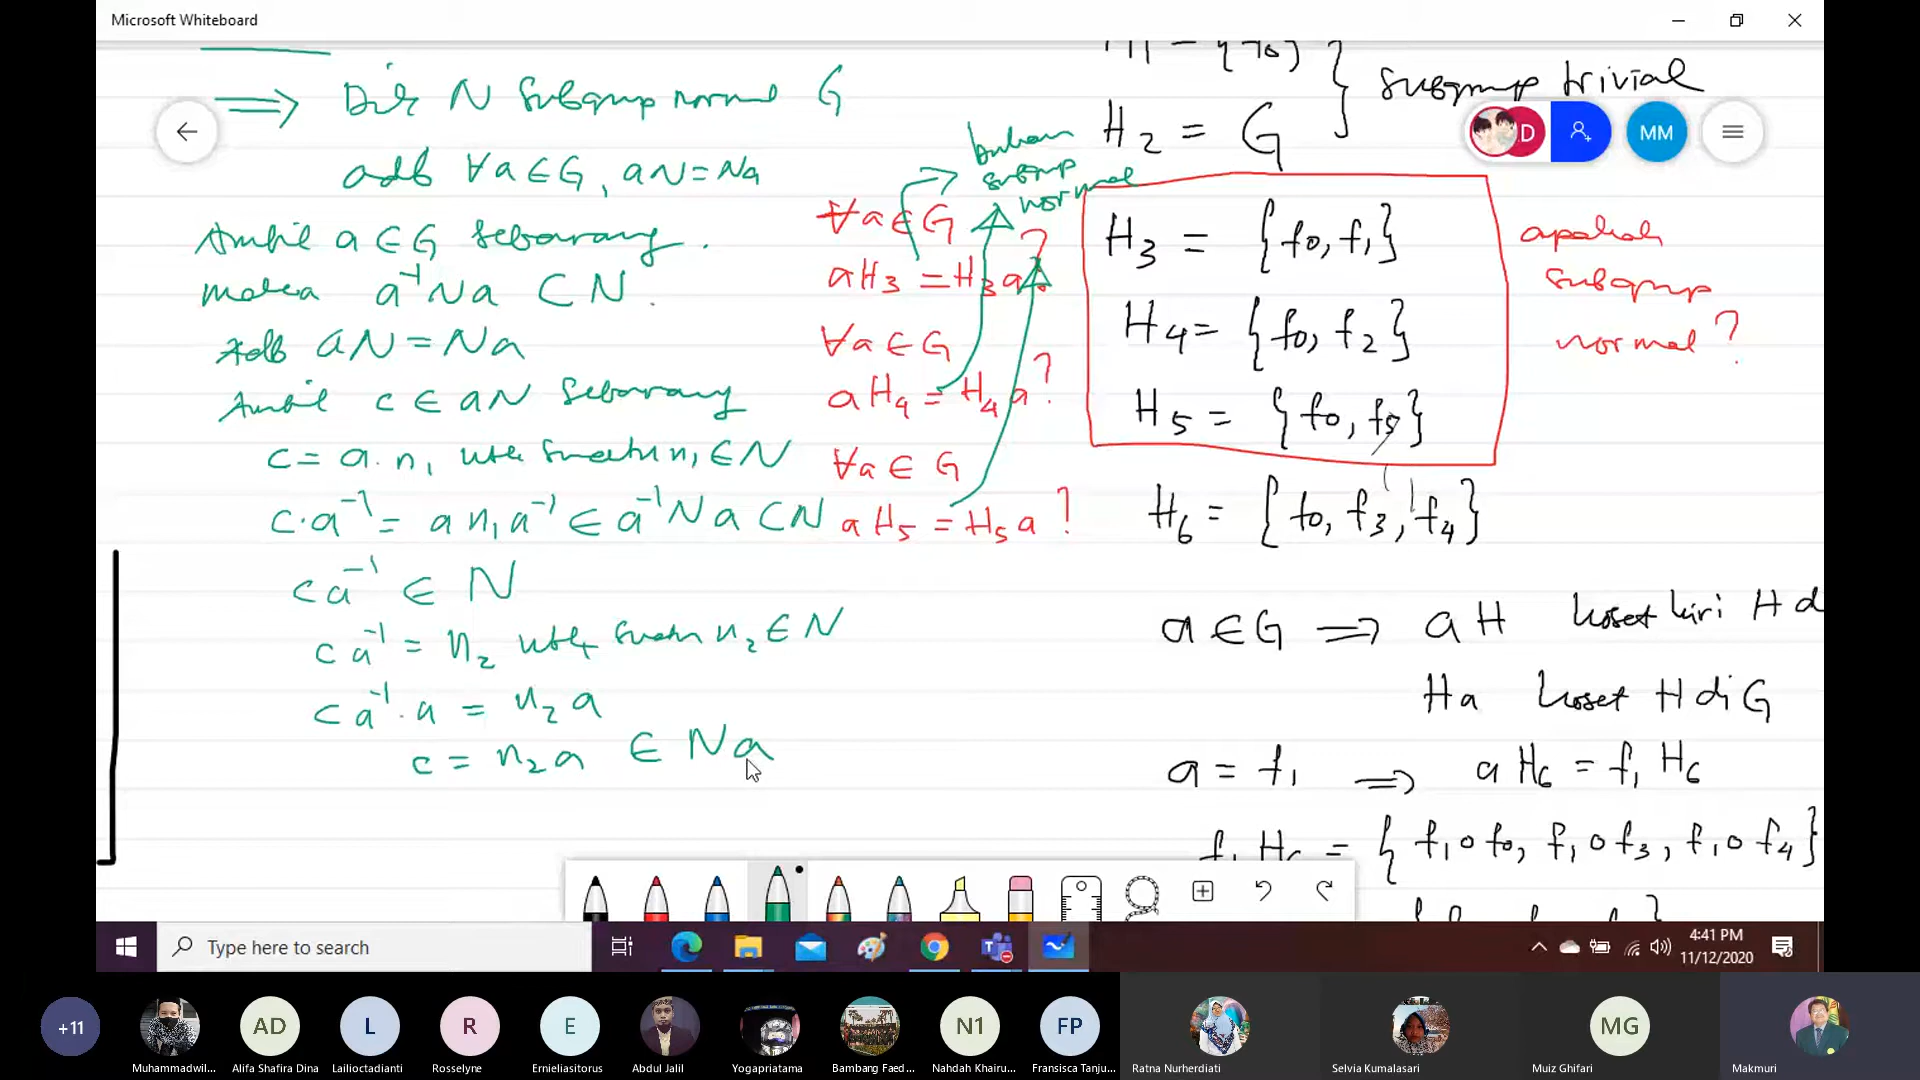 Microsoft Whiteboard
⟹ Dik N subgrup normal G
adb ∀a∈G, aN=Na
Ambil a∈G sebarang.
maka a⁻¹Na ⊂ N.
Adb aN=Na
Ambil c∈aN sebarang
c = a.n₁ utk suatu n₁∈N
c.a⁻¹ = an₁a⁻¹ ∈ a⁻¹Na⊂N
ca⁻¹ ∈ N
ca⁻¹ = n₂ utk suatu n₂∈N
ca⁻¹.a = n₂a
c = n₂a ∈ Na
bukan
subgrup
normal
∀a∈G
aH₃=H₃a?
∀a∈G
aH₄=H₄a?
∀a∈G
aH₅=H₅a?
H₁ = {f₀}
H₂ = G
subgrup trivial
H₃ = {f₀, f₁}
H₄ = {f₀, f₂}
H₅ = {f₀, f₅}
apakah
subgrup
normal?
H₆ = {f₀, f₃, f₄}
a∈G ⟹ aH koset kiri H d
Ha koset H di G
a = f₁ ⟹ aH₆ = f₁H₆
f₁H₆ = {f₁∘f₀, f₁∘f₃, f₁∘f₄}
D
MM
Type here to search
4:41 PM
11/12/2020
+11
AD
L
R
E
N1
FP
MG
Muhammadwil...
Alifa Shafira Dina
Lailioctadianti
Rosselyne
Ernieliasitorus
Abdul Jalil
Yogapriatama
Bambang Faed...
Nahdah Khairu...
Fransisca Tanju...
Ratna Nurherdiati
Selvia Kumalasari
Muiz Ghifari
Makmuri